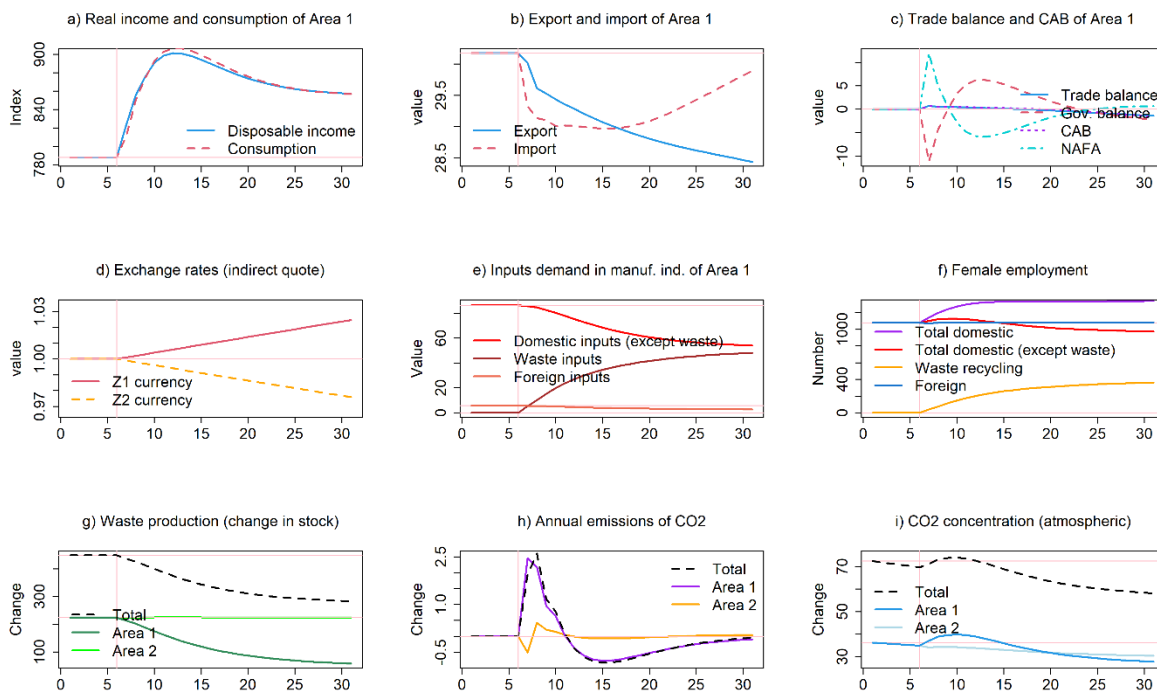 a) Real income and consumption of Area 1
Index
900
840
780
Disposable income
Consumption
0 5 10 15 20 25 30
b) Export and import of Area 1
value
29.5
28.5
Export
Import
0 5 10 15 20 25 30
c) Trade balance and CAB of Area 1
value
5
0
-10
Trade balance
Gov. balance
CAB
NAFA
0 5 10 15 20 25 30
d) Exchange rates (indirect quote)
value
1.03
1.00
0.97
Z1 currency
Z2 currency
0 5 10 15 20 25 30
e) Inputs demand in manuf. ind. of Area 1
Value
60
20
0
Domestic inputs (except waste)
Waste inputs
Foreign inputs
0 5 10 15 20 25 30
f) Female employment
Number
1000
400
0
Total domestic
Total domestic (except waste)
Waste recycling
Foreign
0 5 10 15 20 25 30
g) Waste production (change in stock)
Change
300
100
Total
Area 1
Area 2
0 5 10 15 20 25 30
h) Annual emissions of CO2
Change
2.5
1.0
-0.5
Total
Area 1
Area 2
0 5 10 15 20 25 30
i) CO2 concentration (atmospheric)
Change
70
50
30
Total
Area 1
Area 2
0 5 10 15 20 25 30